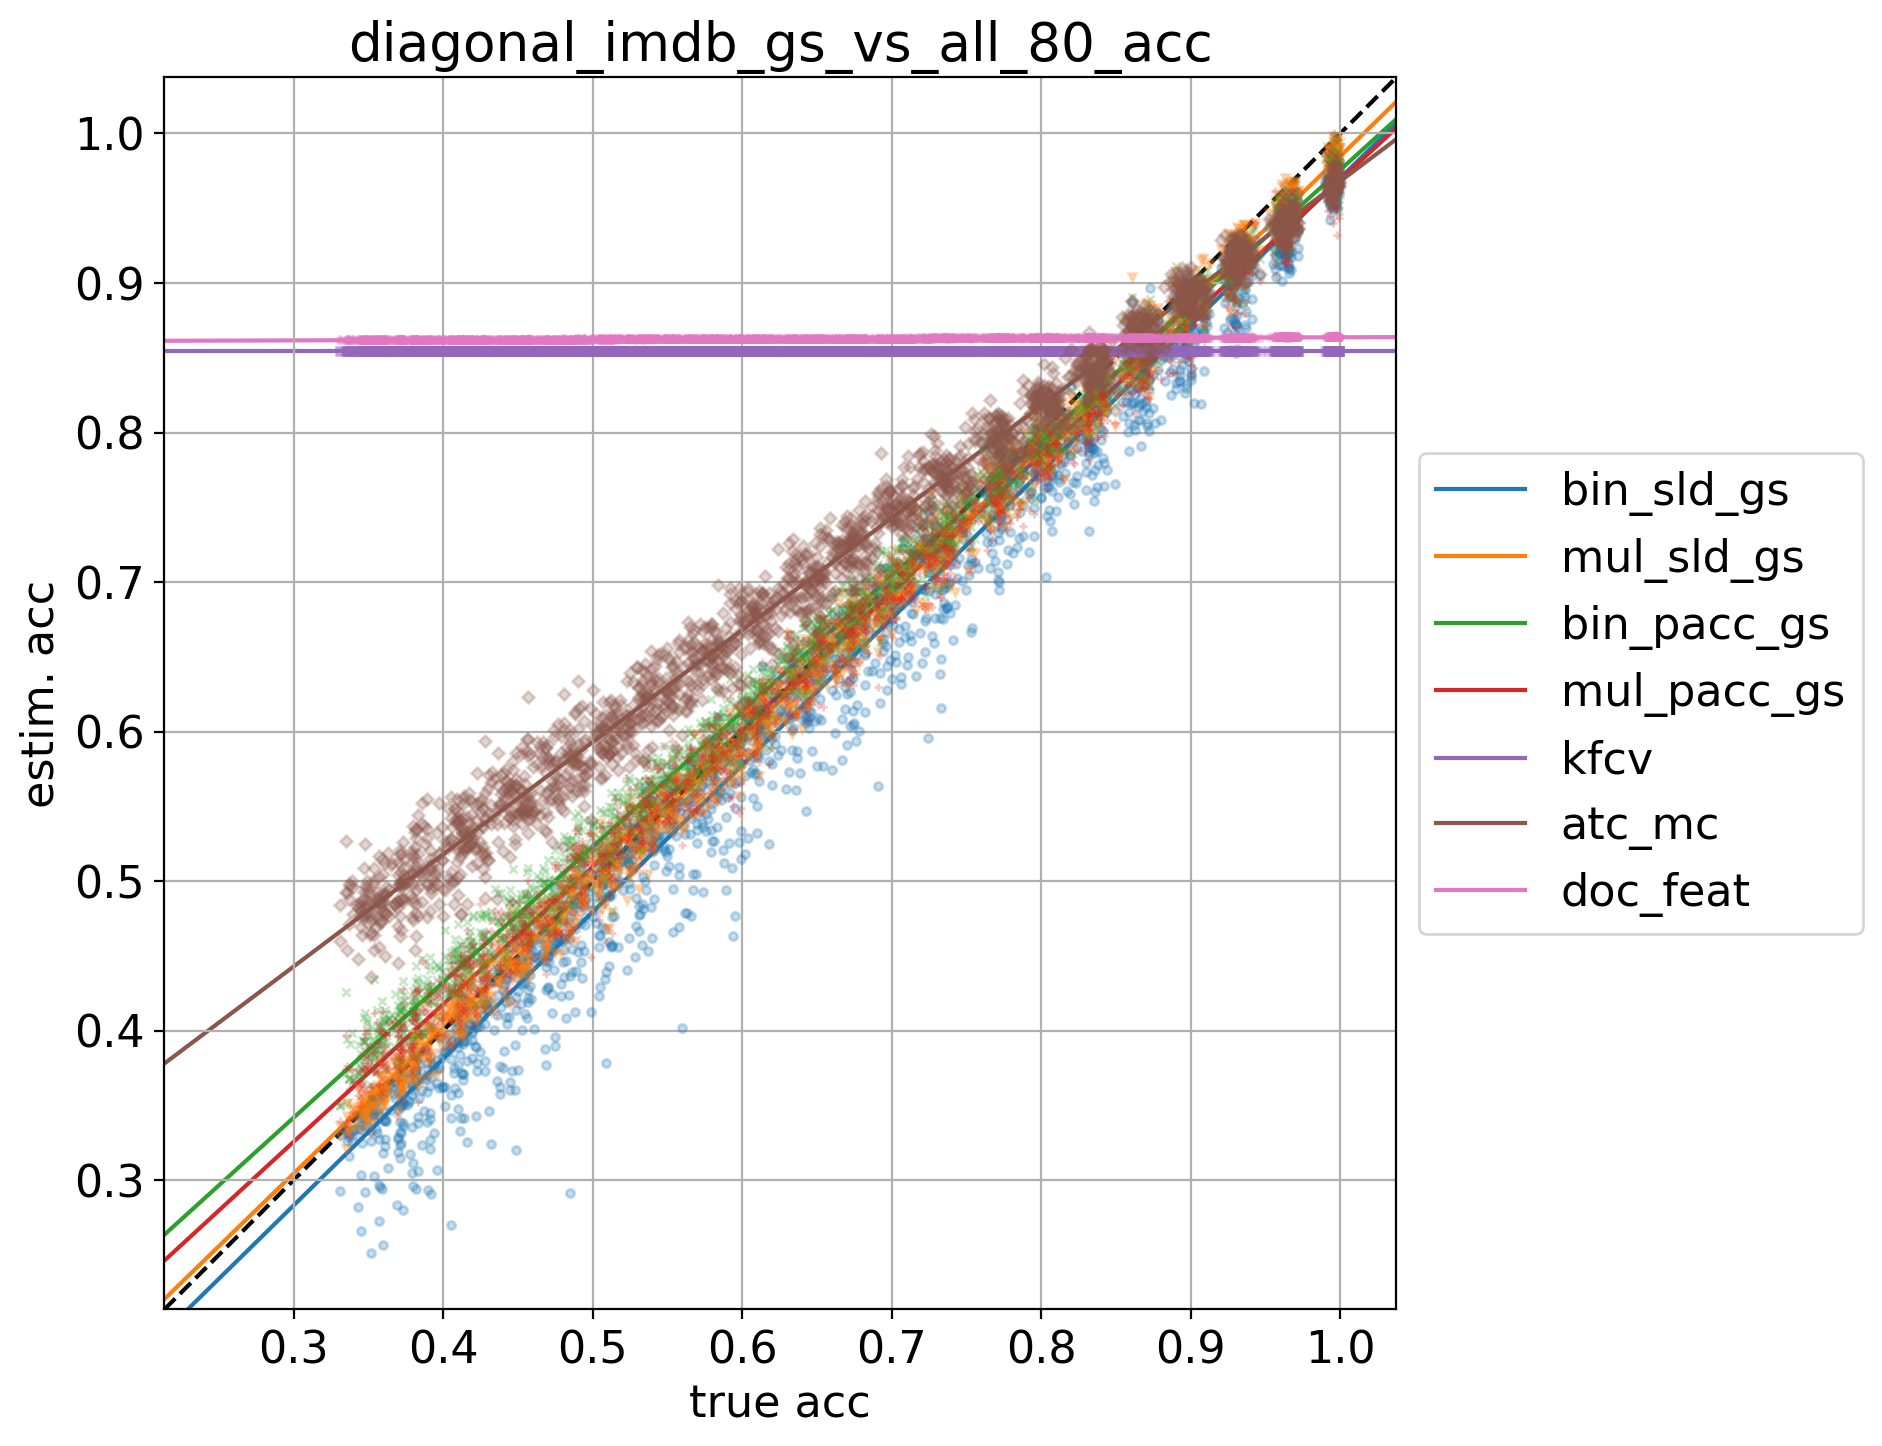 diagonal_imdb_gs_vs_all_80_acc
1.0
0.9
0.8
0.7
0.6
0.5
0.4
0.3
estim. acc
0.3 0.4 0.5 0.6 0.7 0.8 0.9 1.0
true acc
bin_sld_gs
mul_sld_gs
bin_pacc_gs
mul_pacc_gs
kfcv
atc_mc
doc_feat